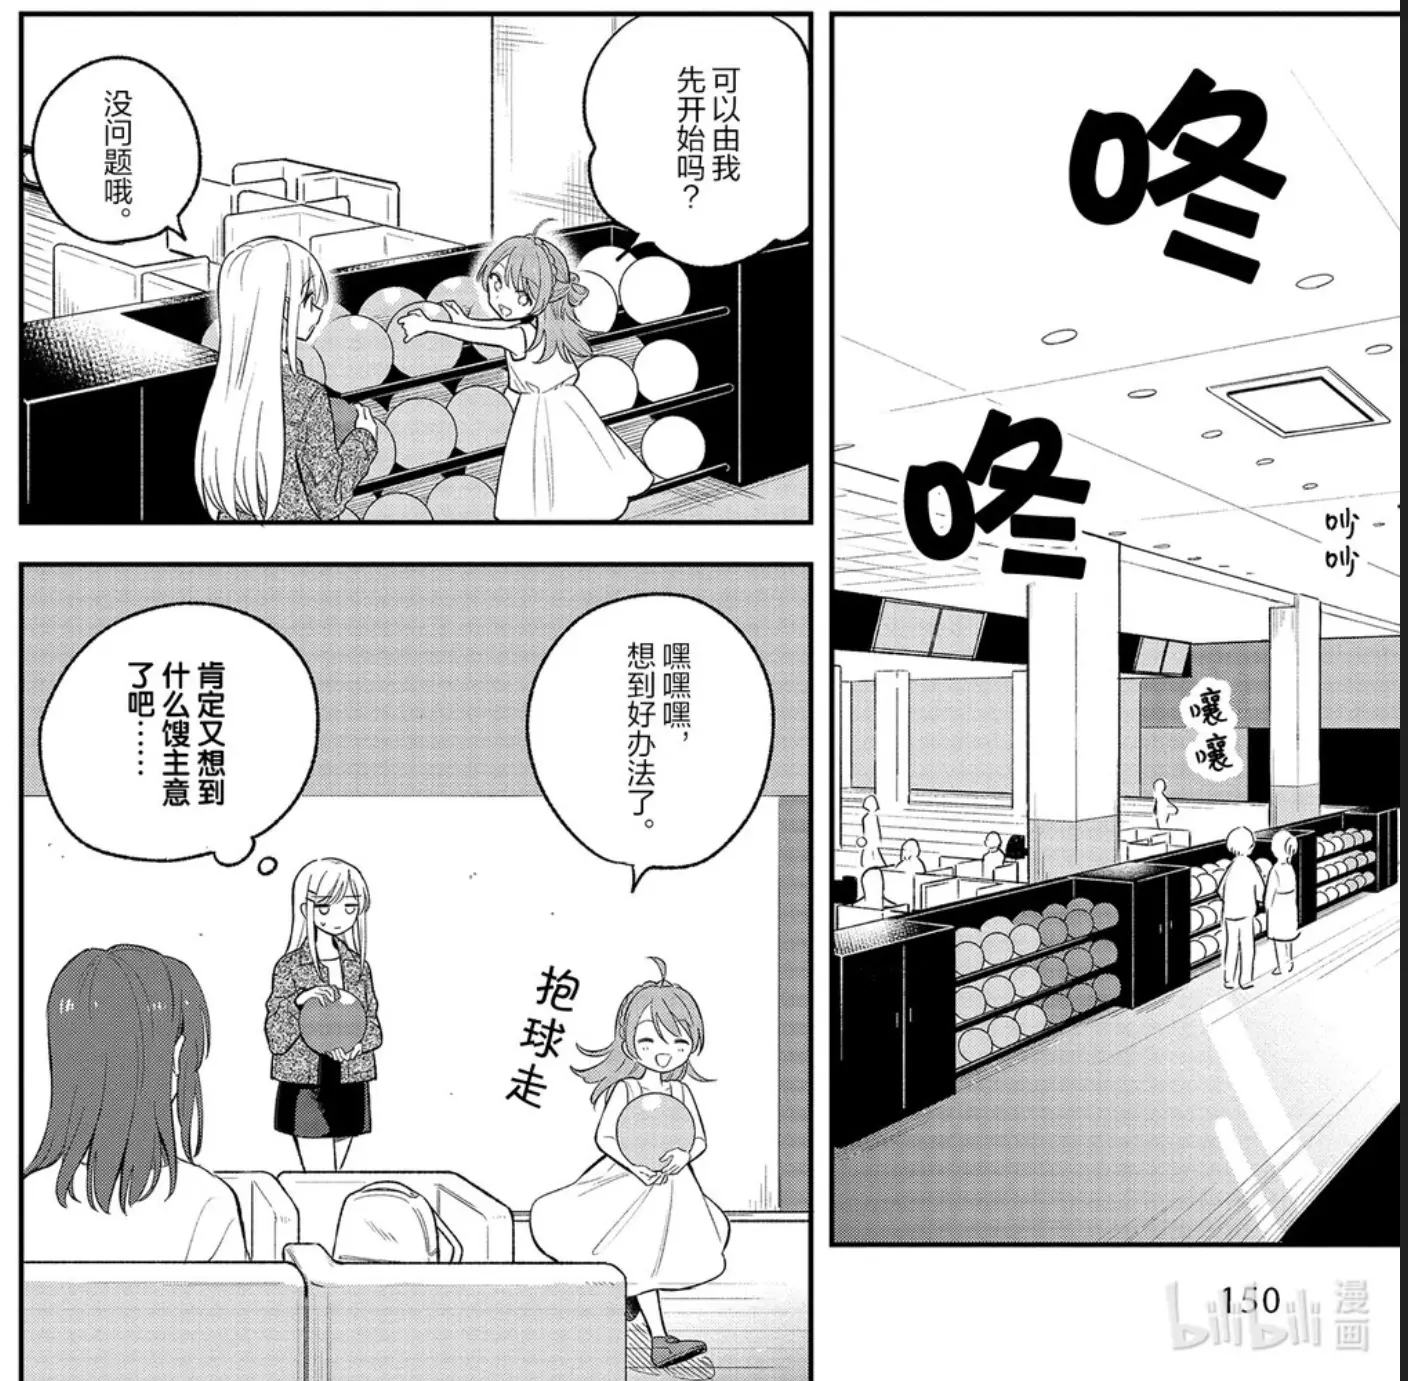 咚
咚
吵
吵
嚷
嚷
可以由我
先开始吗？
没问题哦。
嘿嘿嘿，
想到好办法了。
抱球走
肯定又想到
什么馊主意
了吧……
150
bilibili
漫画